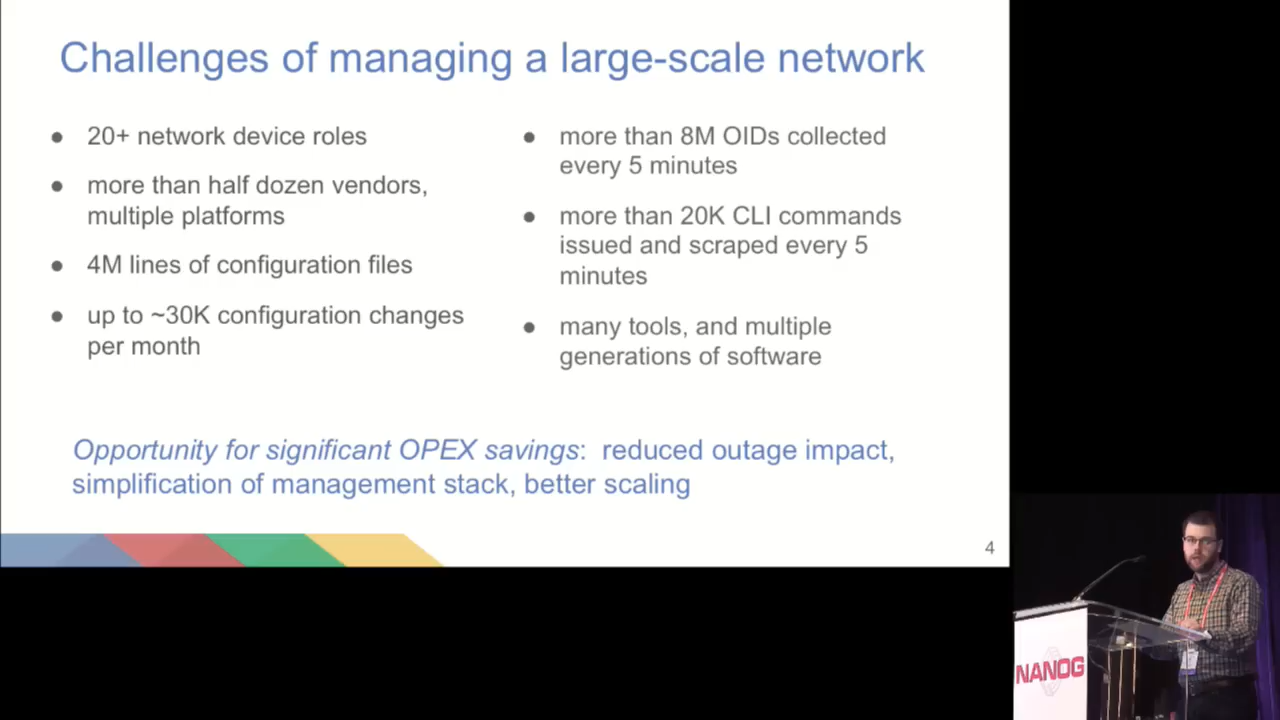 Challenges of managing a large-scale network
● 20+ network device roles
● more than half dozen vendors,
multiple platforms
● 4M lines of configuration files
● up to ~30K configuration changes
per month
● more than 8M OIDs collected
every 5 minutes
● more than 20K CLI commands
issued and scraped every 5
minutes
● many tools, and multiple
generations of software
Opportunity for significant OPEX savings: reduced outage impact,
simplification of management stack, better scaling
4
NANOG